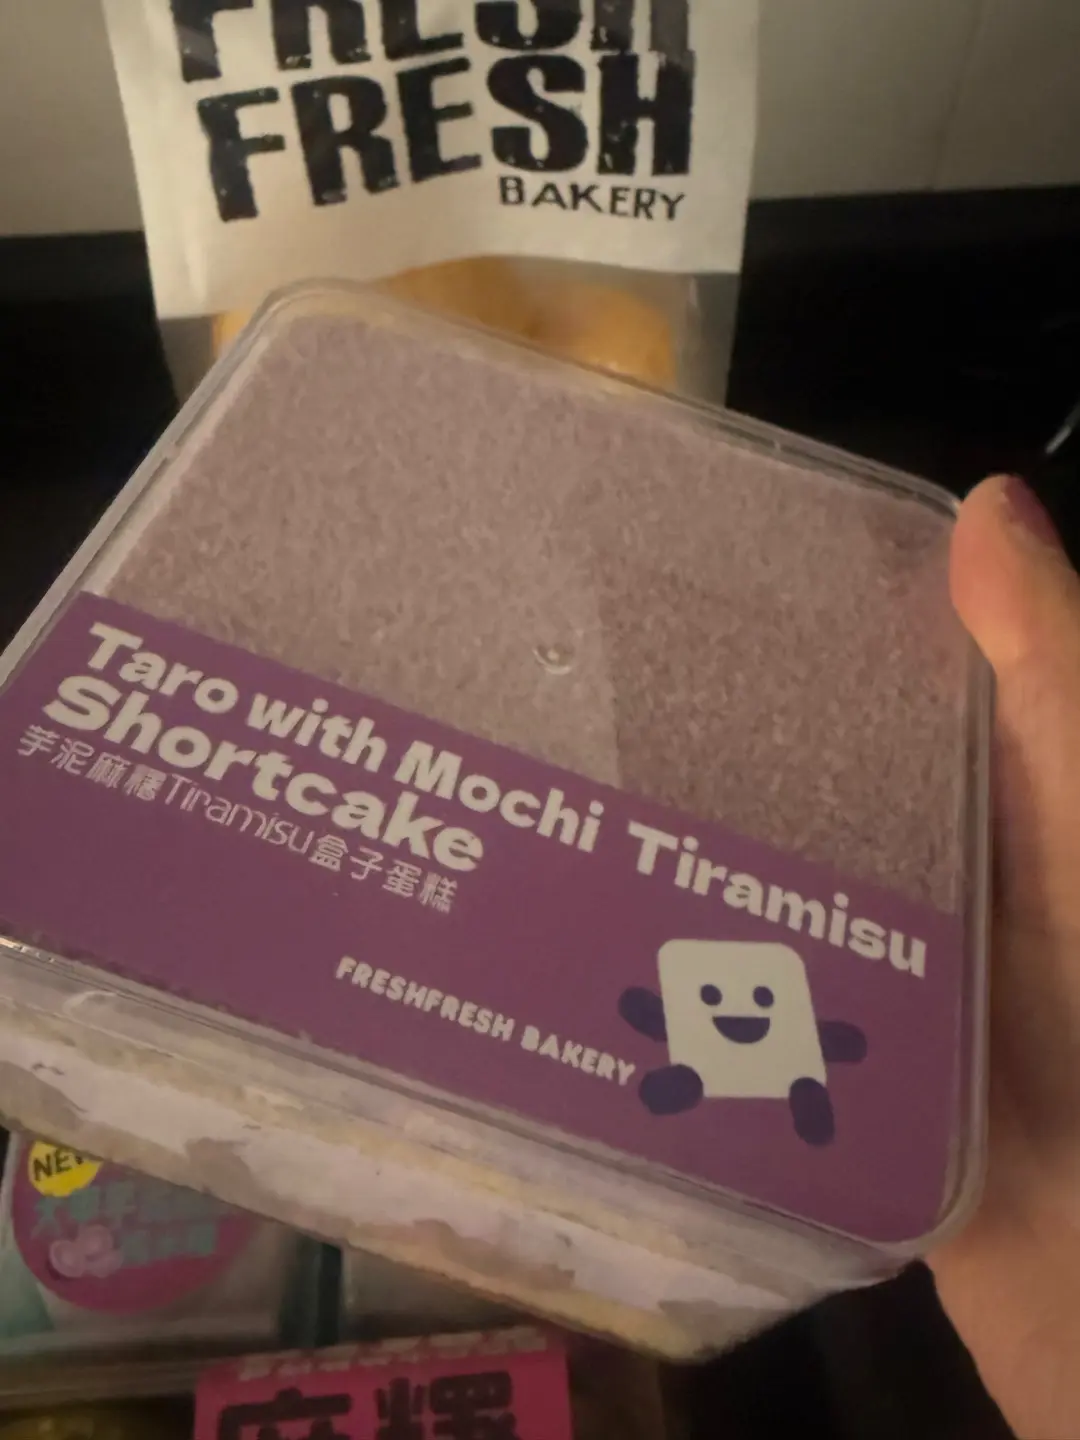 FRESH
FRESH
BAKERY
Taro with Mochi Tiramisu
Shortcake
芋泥麻糬Tiramisu盒子蛋糕
FRESHFRESH BAKERY
NEW
麻糬